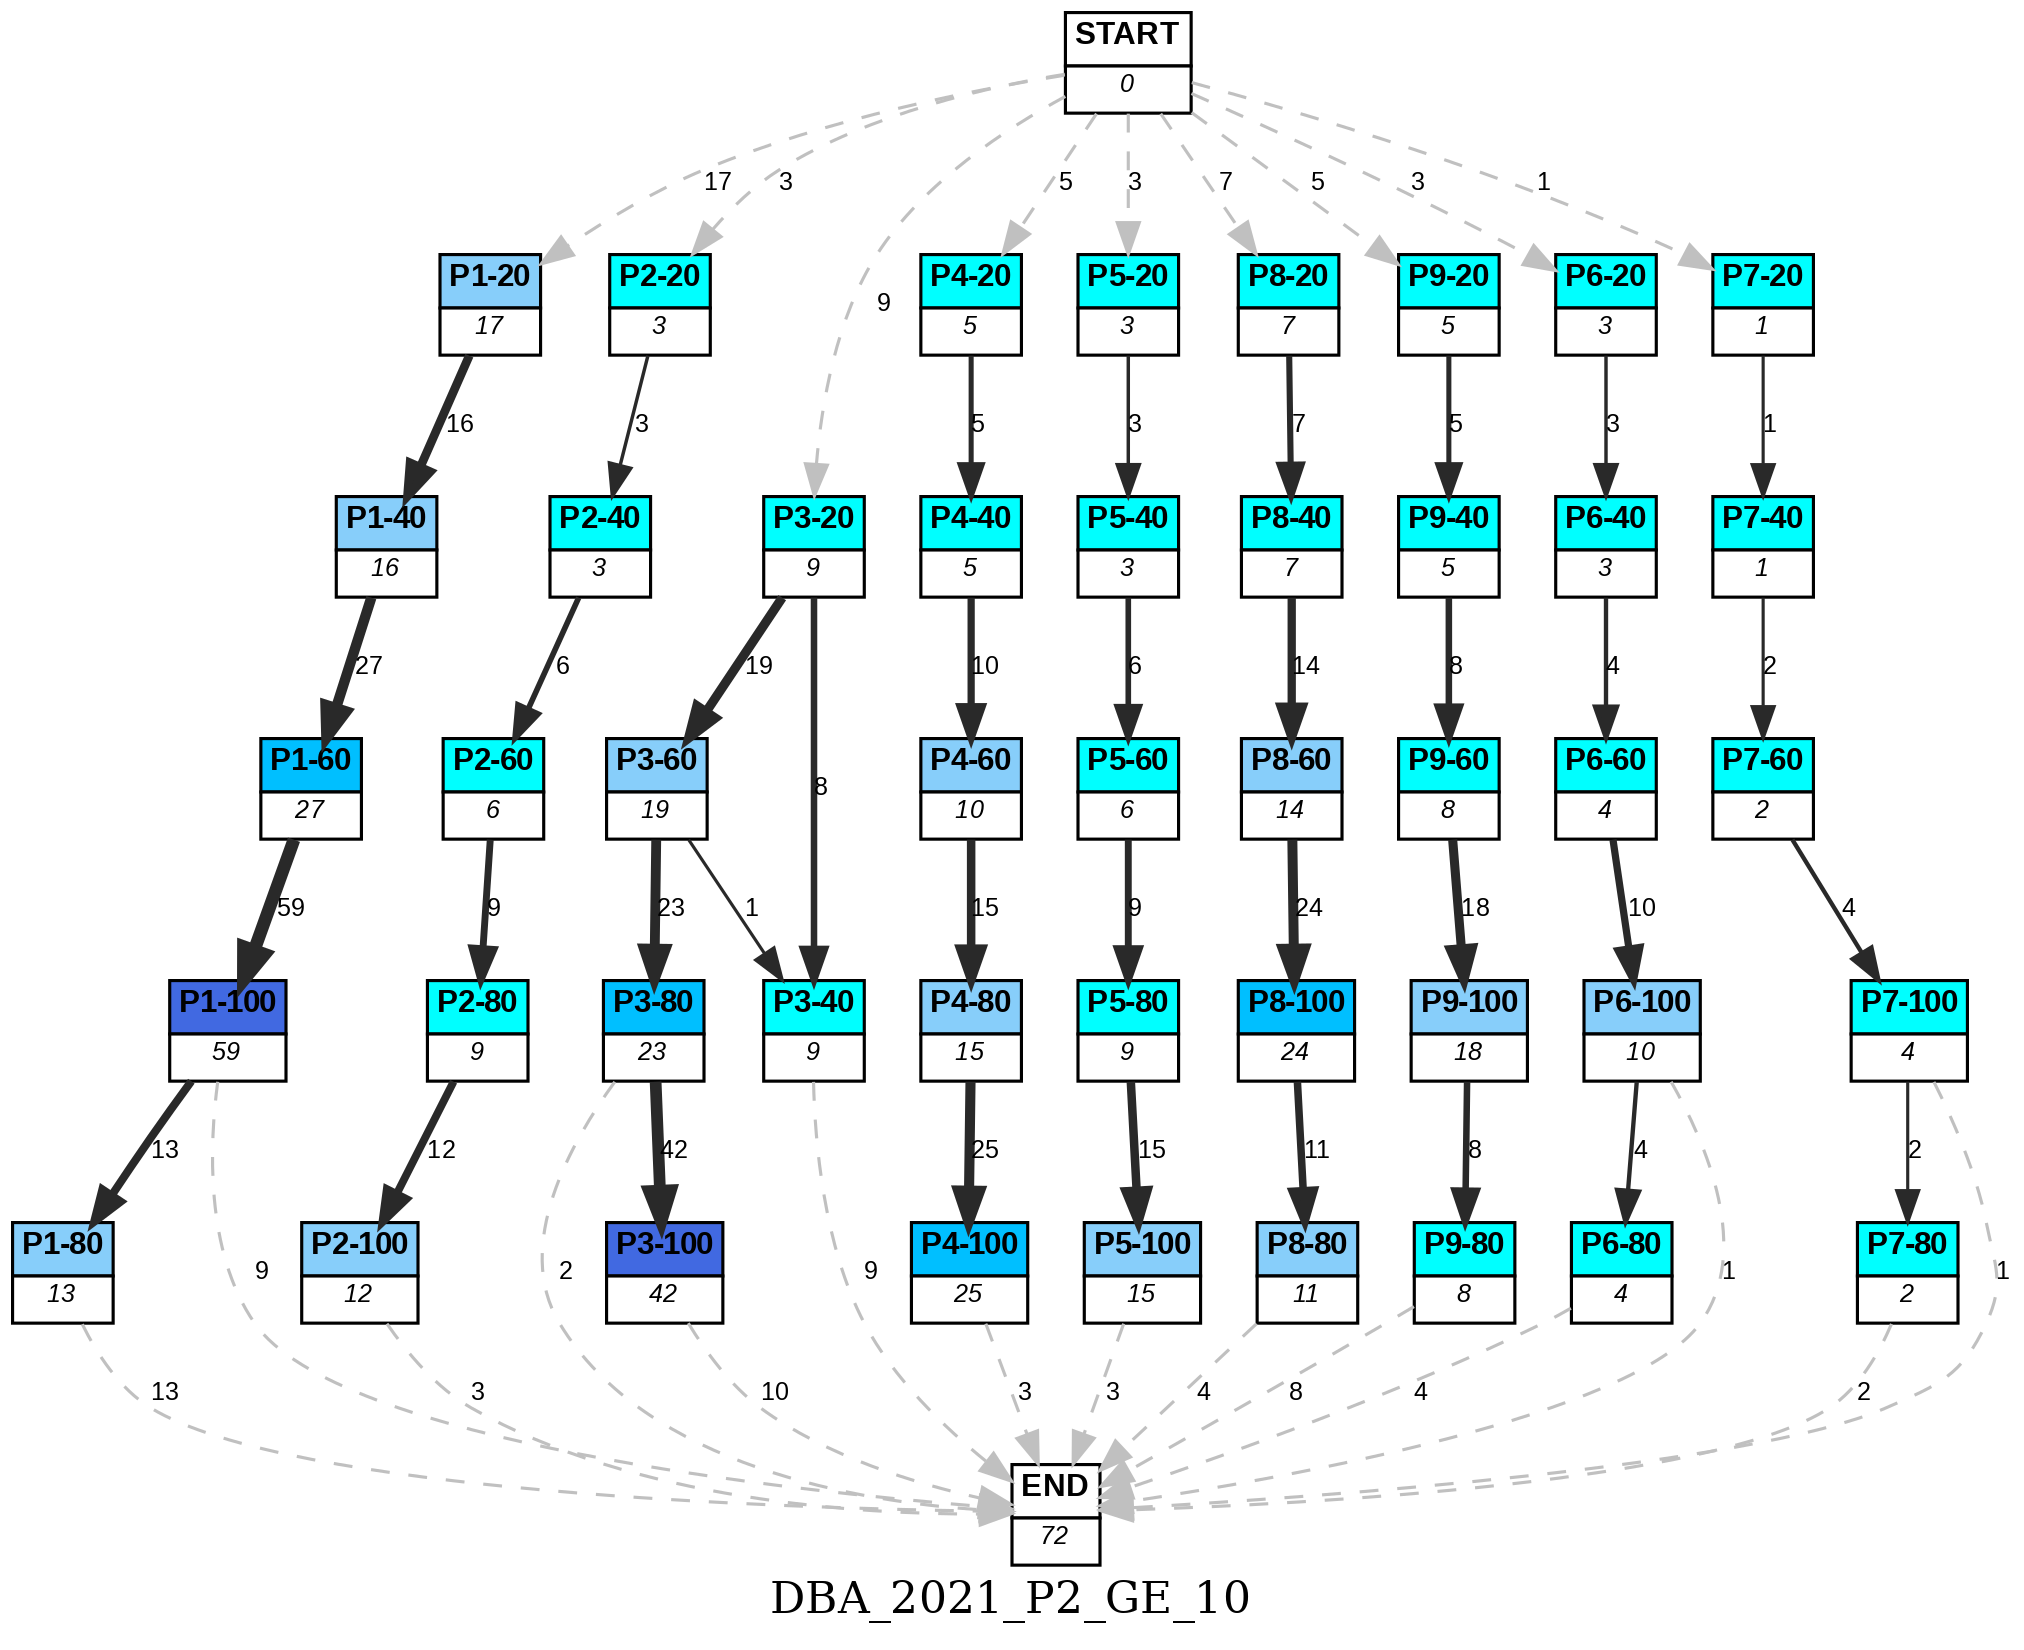 START
0
17
3
5
3
7
5
3
1
P1-20
17
P2-20
3
9
P4-20
5
P5-20
3
P8-20
7
P9-20
5
P6-20
3
P7-20
1
16
3
5
3
7
5
3
1
P1-40
16
P2-40
3
P3-20
9
P4-40
5
P5-40
3
P8-40
7
P9-40
5
P6-40
3
P7-40
1
27
6
19
10
6
14
8
4
2
P1-60
27
P2-60
6
P3-60
19
8
P4-60
10
P5-60
6
P8-60
14
P9-60
8
P6-60
4
P7-60
2
59
9
23
1
15
9
24
18
10
4
P1-100
59
P2-80
9
P3-80
23
P3-40
9
P4-80
15
P5-80
9
P8-100
24
P9-100
18
P6-100
10
P7-100
4
13
12
42
25
15
11
8
4
2
P1-80
13
9
P2-100
12
2
P3-100
42
9
P4-100
25
P5-100
15
P8-80
11
P9-80
8
P6-80
4
1
P7-80
2
1
13
3
10
3
3
4
8
4
2
END
72
DBA_2021_P2_GE_10